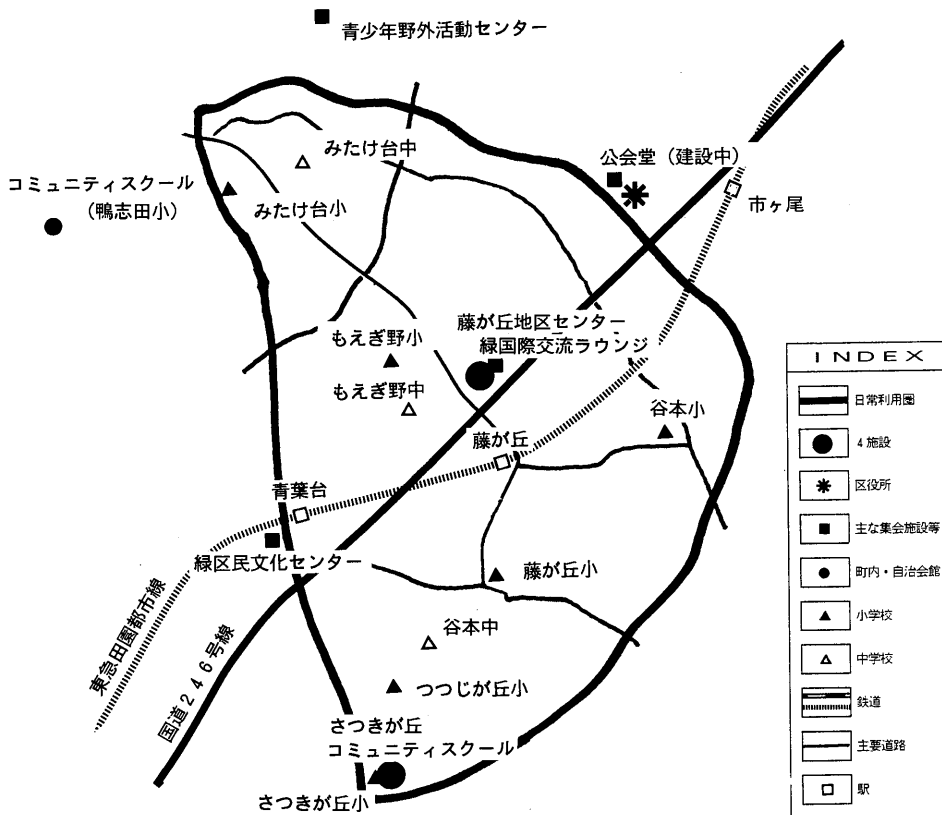 青少年野外活動センター
みたけ台中
公会堂（建設中）
コミュニティスクール
（鴨志田小）
みたけ台小
市ヶ尾
藤が丘地区センター
緑国際交流ラウンジ
もえぎ野小
もえぎ野中
谷本小
藤が丘
青葉台
緑区民文化センター
藤が丘小
東急田園都市線
国道２４６号線
谷本中
つつじが丘小
さつきが丘
コミュニティスクール
さつきが丘小
INDEX
日常利用圏
4 施設
区役所
主な集会施設等
町内・自治会館
小学校
中学校
鉄道
主要道路
駅